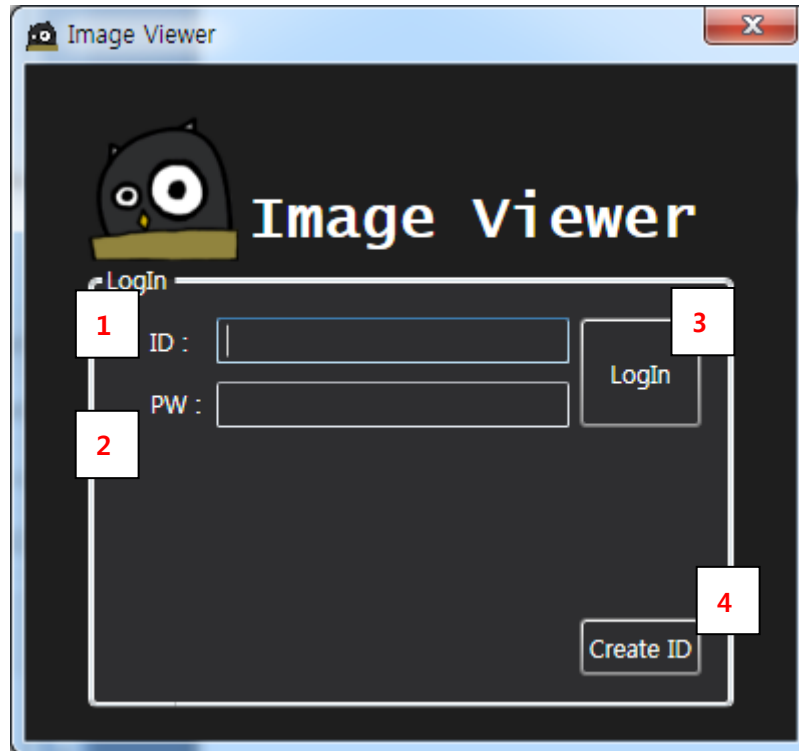 Image Viewer
Image Viewer
LogIn
1
ID :
3
LogIn
PW :
2
4
Create ID